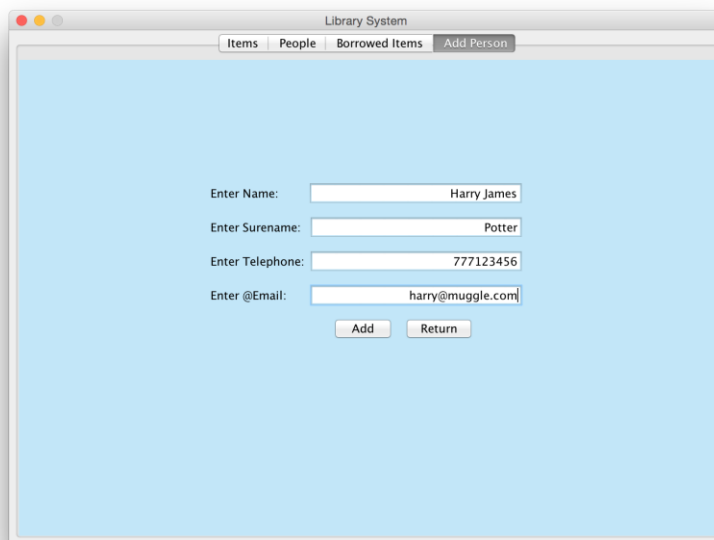 Library System
Items People Borrowed Items Add Person
Enter Name: Harry James
Enter Surename: Potter
Enter Telephone: 777123456
Enter @Email: harry@muggle.com
Add Return